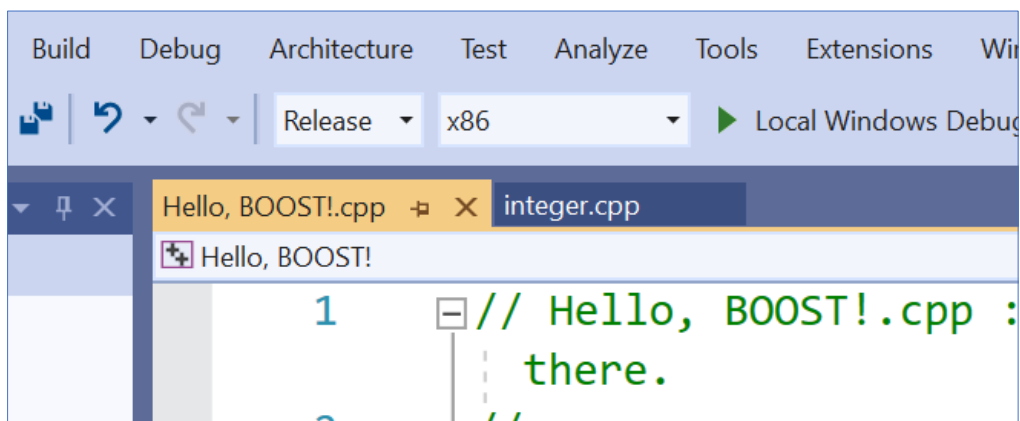 Build Debug Architecture Test Analyze Tools Extensions
Release x86 Local Windows
Hello, BOOST!.cpp integer.cpp
Hello, BOOST!
1 // Hello, BOOST!.cpp :
there.
//